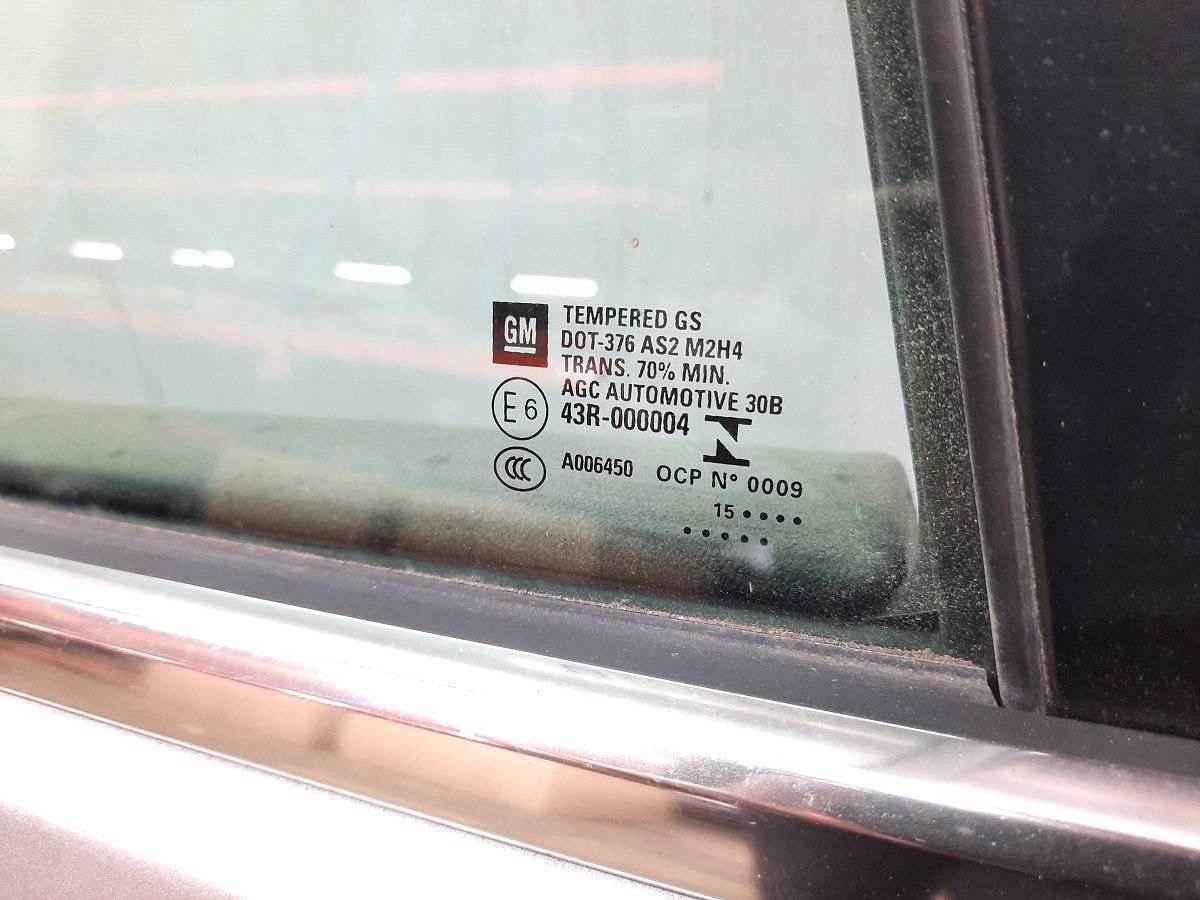 GM
TEMPERED GS
DOT-376 AS2 M2H4
TRANS. 70% MIN.
AGC AUTOMOTIVE 30B
E6 43R-000004
CCC A006450
OCP N° 0009
15 • • • •
• • • • •